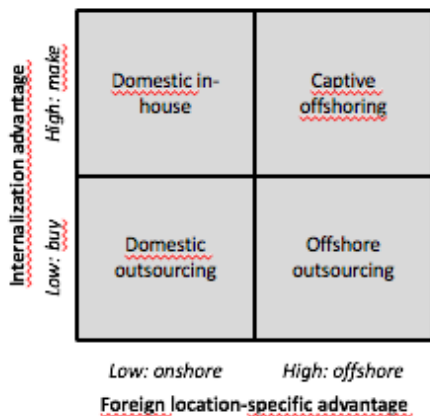 Internalization advantage
High: make
Low: buy
Domestic in-
house
Captive
offshoring
Domestic
outsourcing
Offshore
outsourcing
Low: onshore
High: offshore
Foreign location-specific advantage